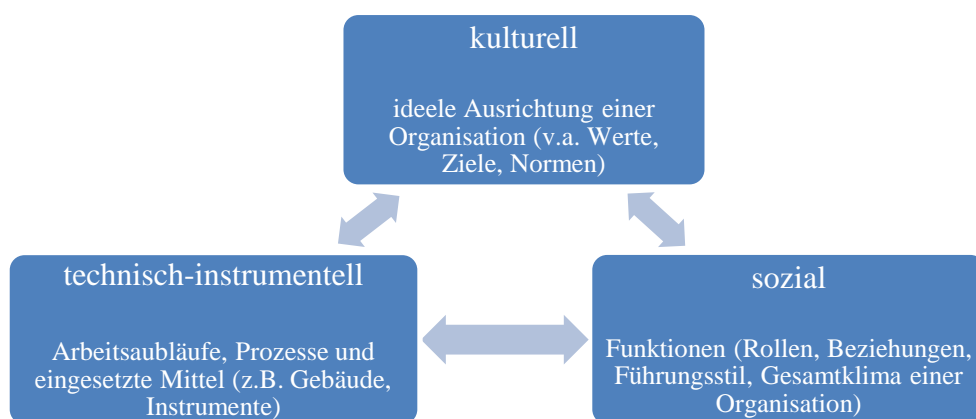 kulturell
ideele Ausrichtung einer
Organisation (v.a. Werte,
Ziele, Normen)
technisch-instrumentell
Arbeitsaubläufe, Prozesse und
eingesetzte Mittel (z.B. Gebäude,
Instrumente)
sozial
Funktionen (Rollen, Beziehungen,
Führungsstil, Gesamtklima einer
Organisation)